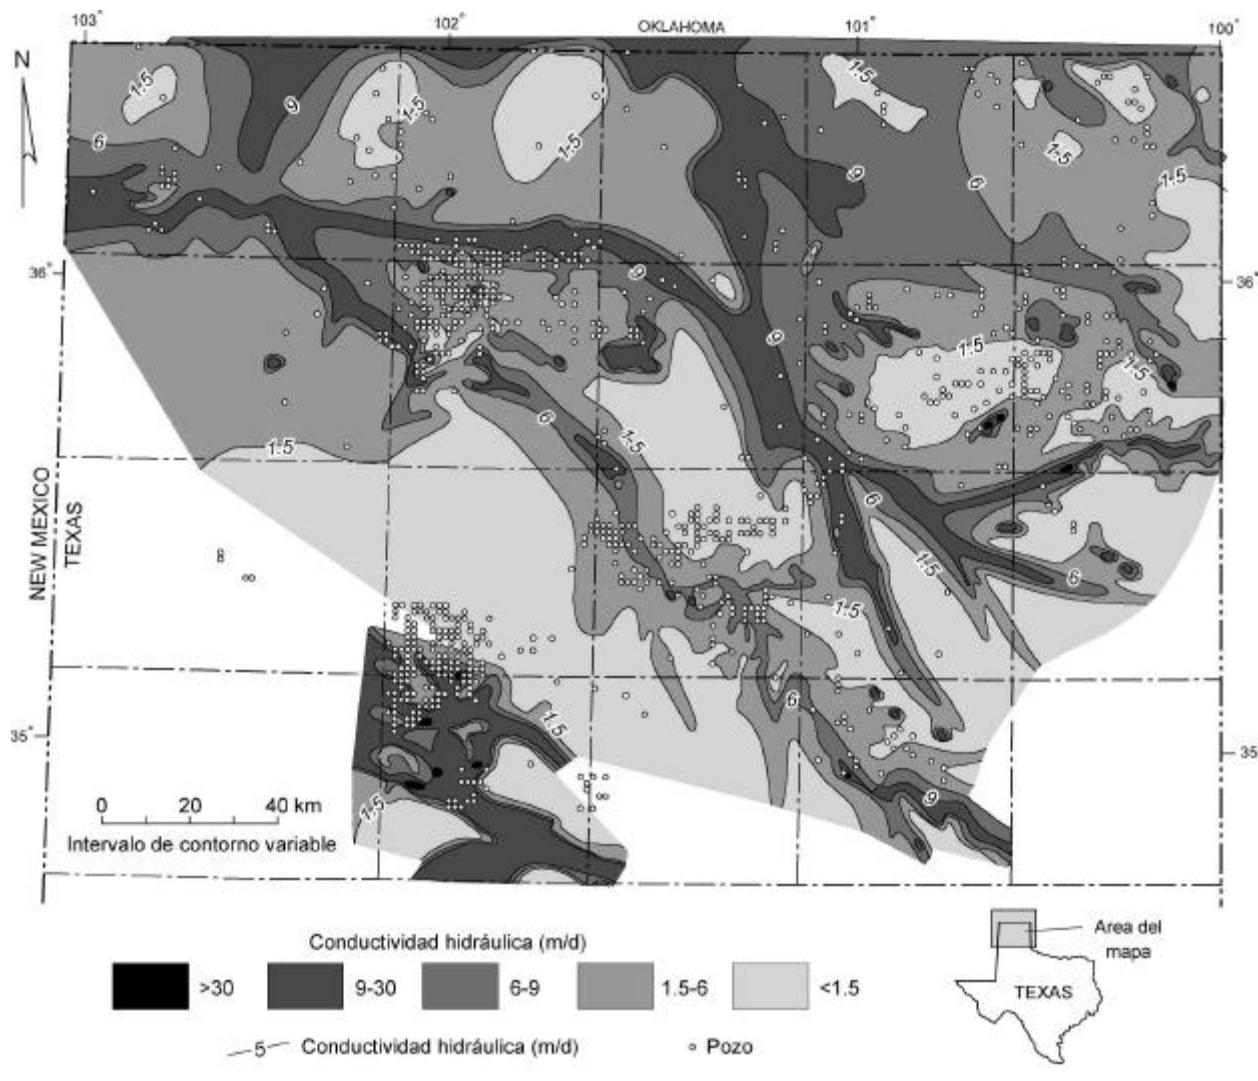 103°
102°
OKLAHOMA
101°
100°
N
1.5
9
1.5
1.5
1.5
1.5
1.5
1.5
6
9
6
36°
36°
9
9
1.5
1.5
6
1.5
1.5
6
NEW MEXICO
TEXAS
1.5
6
1.5
6
1.5
35°
35
9
1.5
0 20 40 km
Intervalo de contorno variable
Conductividad hidráulica (m/d)
>30 9-30 6-9 1.5-6 <1.5
5 Conductividad hidráulica (m/d) Pozo
Area del
mapa
TEXAS